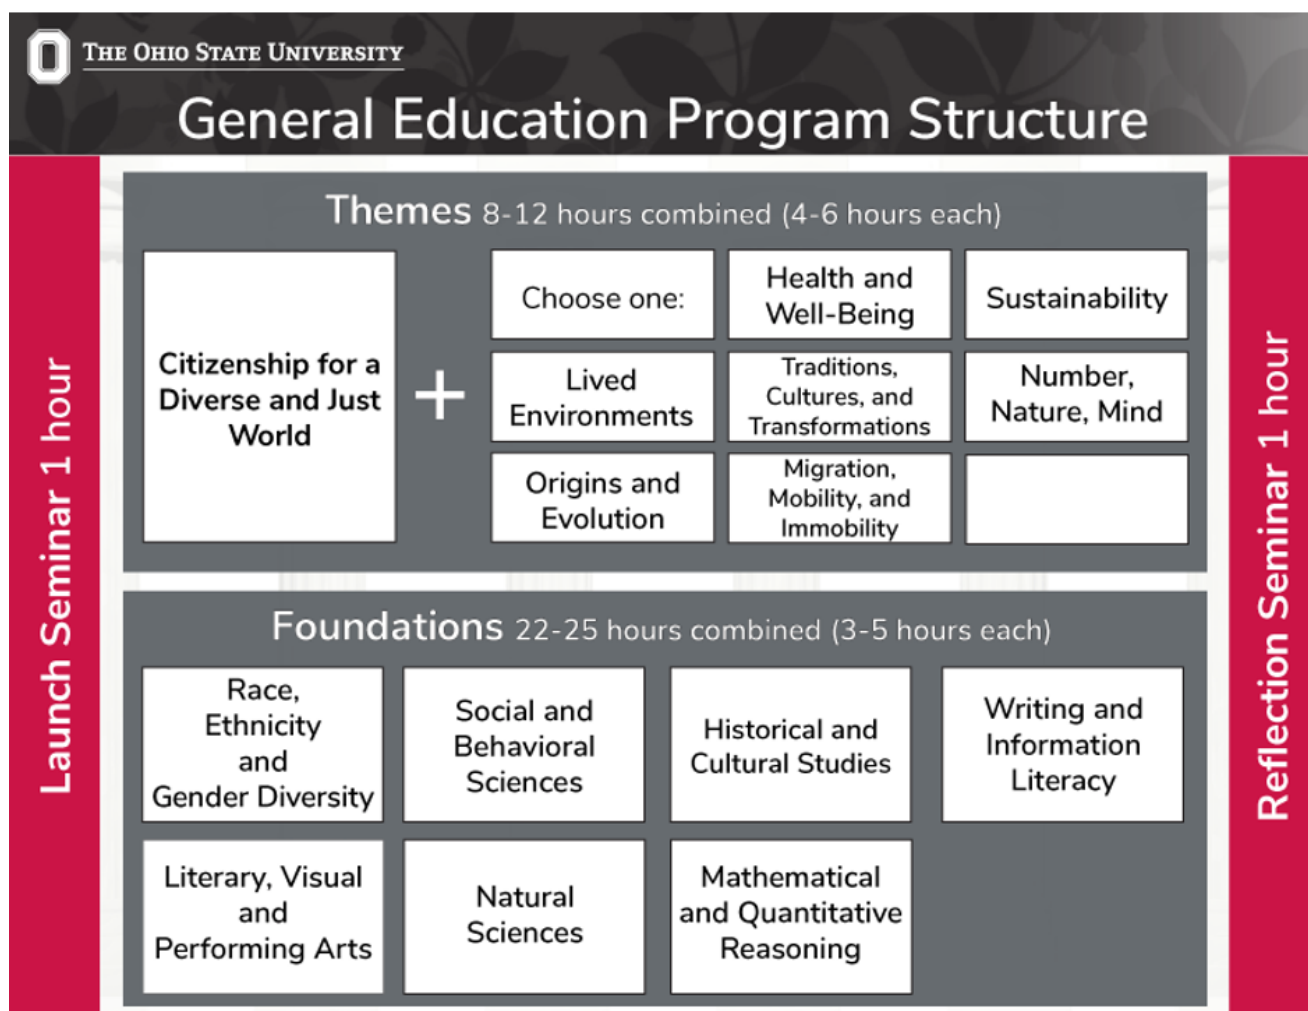 THE OHIO STATE UNIVERSITY
General Education Program Structure
Launch Seminar 1 hour
Themes 8-12 hours combined (4-6 hours each)
Citizenship for a
Diverse and Just
World
+
Choose one:
Health and
Well-Being
Sustainability
Lived
Environments
Traditions,
Cultures, and
Transformations
Number,
Nature, Mind
Origins and
Evolution
Migration,
Mobility, and
Immobility
Foundations 22-25 hours combined (3-5 hours each)
Race,
Ethnicity
and
Gender Diversity
Social and
Behavioral
Sciences
Historical and
Cultural Studies
Writing and
Information
Literacy
Literary, Visual
and
Performing Arts
Natural
Sciences
Mathematical
and Quantitative
Reasoning
Reflection Seminar 1 hour